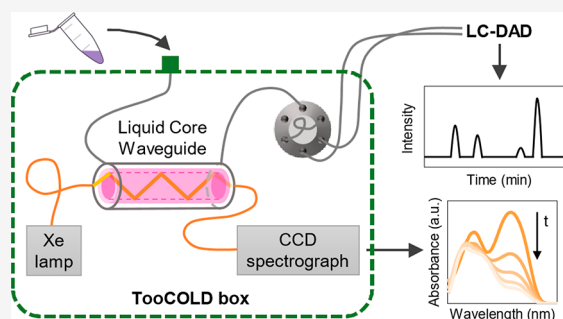 LC-DAD
Liquid Core
Waveguide
Intensity
Time (min)
Xe
lamp
CCD
spectrograph
Absorbance (a.u.)
t
Wavelength (nm)
TooCOLD box